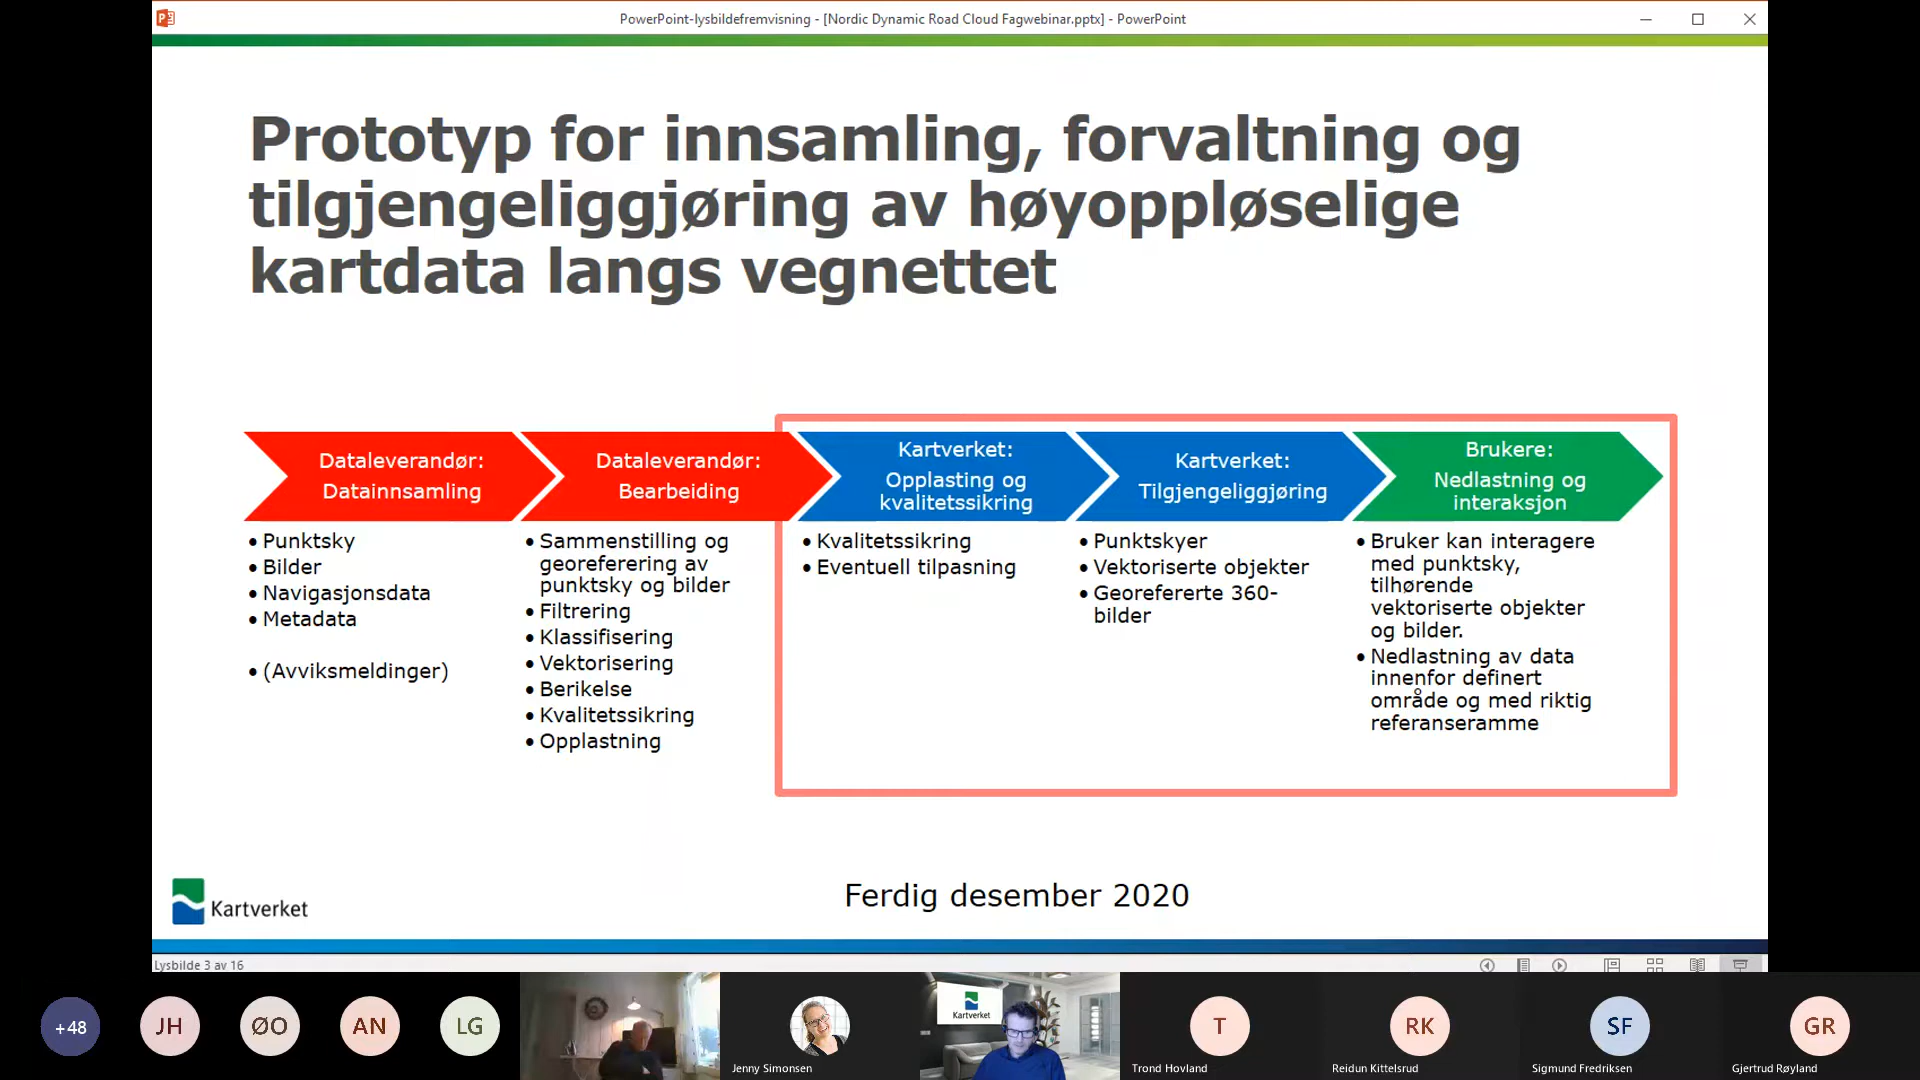 PowerPoint-lysbildefremvisning - [Nordic Dynamic Road Cloud Fagwebinar.pptx] - PowerPoint
Prototyp for innsamling, forvaltning og
tilgjengeliggjøring av høyoppløselige
kartdata langs vegnettet
Dataleverandør:
Datainnsamling
• Punktsky
• Bilder
• Navigasjonsdata
• Metadata
• (Avviksmeldinger)
Dataleverandør:
Bearbeiding
• Sammenstilling og
georeferering av
punktsky og bilder
• Filtrering
• Klassifisering
• Vektorisering
• Berikelse
• Kvalitetssikring
• Opplastning
Kartverket:
Opplasting og
kvalitetssikring
• Kvalitetssikring
• Eventuell tilpasning
Kartverket:
Tilgjengeliggjøring
• Punktskyer
• Vektoriserte objekter
• Georefererte 360-
bilder
Brukere:
Nedlastning og
interaksjon
• Bruker kan interagere
med punktsky,
tilhørende
vektoriserte objekter
og bilder.
• Nedlastning av data
innenfor definert
område og med riktig
referanseramme
Kartverket
Ferdig desember 2020
Lysbilde 3 av 16
+48
JH
ØO
AN
LG
Jenny Simonsen
Kartverket
T
Trond Hovland
RK
Reidun Kittelsrud
SF
Sigmund Fredriksen
GR
Gjertrud Røyland